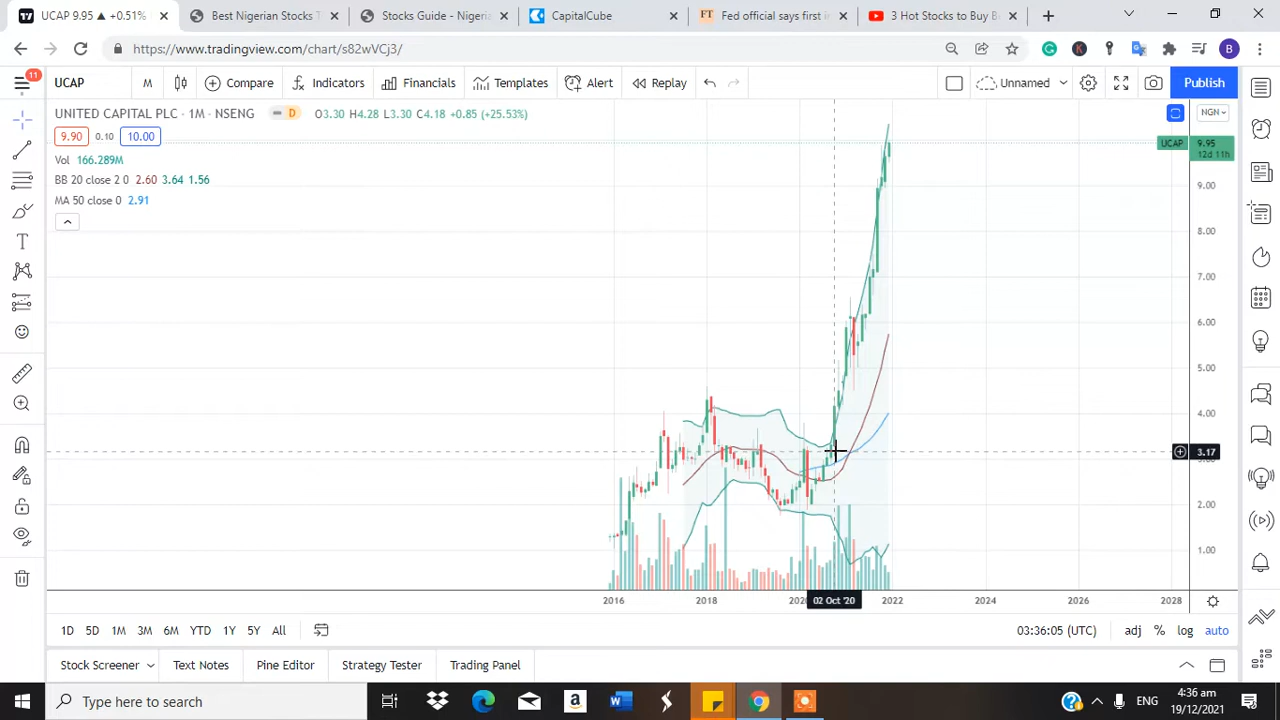 UCAP 9.95 ▲ +0.51%
Best Nigerian Stocks T
Stocks Guide - Nigeria
CapitalCube
FT
Fed official says first in
3 Hot Stocks to Buy B
https://www.tradingview.com/chart/s82wVCj3/
K
B
11
UCAP
M
Compare
Indicators
Financials
Templates
Alert
Replay
Unnamed
Publish
UNITED CAPITAL PLC · 1M · NSENG
D
O3.30 H4.28 L3.30 C4.18 +0.85 (+25.53%)
NGN
9.90
0.10
10.00
UCAP
9.95
12d 11h
Vol 166.289M
BB 20 close 2 0 2.60 3.64 1.56
MA 50 close 0 2.91
9.00
8.00
7.00
6.00
5.00
4.00
3.17
2.00
1.00
2016
2018
02 Oct '20
2022
2024
2026
2028
1D
5D
1M
3M
6M
YTD
1Y
5Y
All
03:36:05 (UTC)
adj
%
log
auto
Stock Screener
Text Notes
Pine Editor
Strategy Tester
Trading Panel
Type here to search
ENG
4:36 am
19/12/2021